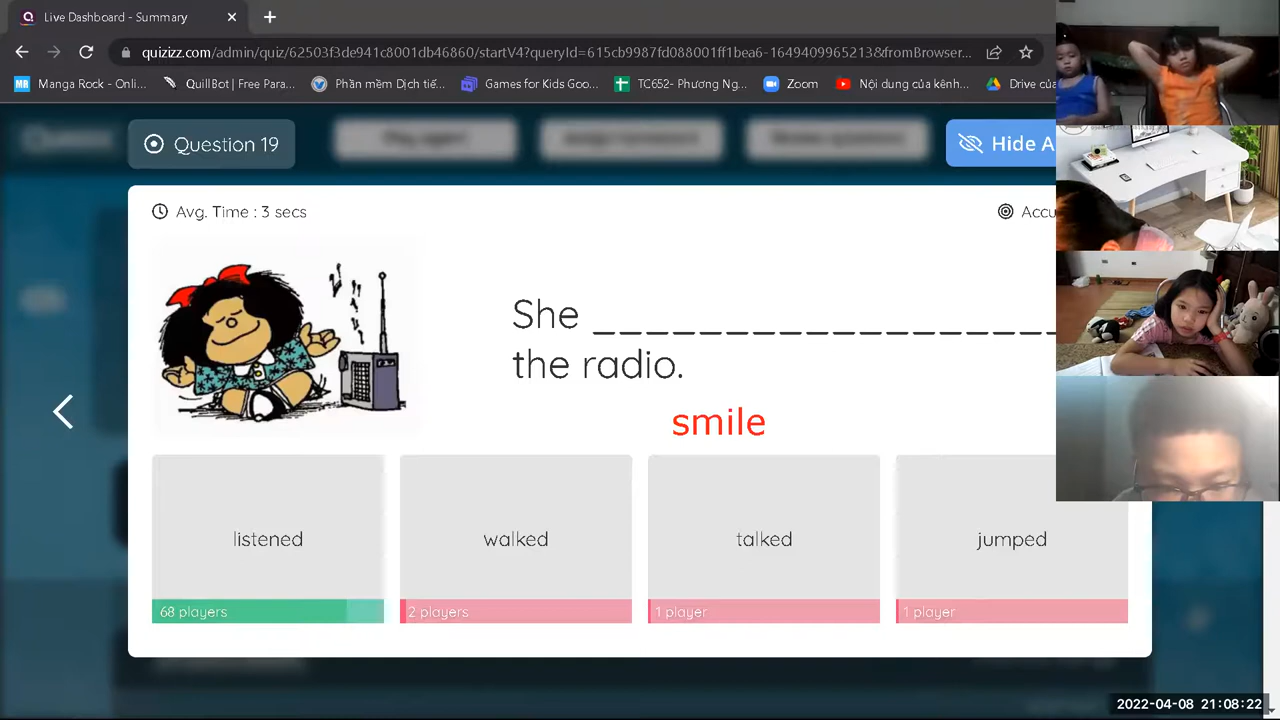 Live Dashboard - Summary
quizizz.com/admin/quiz/62503f3de941c8001db46860/startV4?queryId=615cb9987fd088001ff1bea6-1649409965213&fromBrowser...
MR Manga Rock - Onli... QuillBot | Free Para... Phần mềm Dịch tiế... Games for Kids Goo... TC652- Phương Ng... Zoom Nội dung của kênh... Drive củ
Question 19
Hide A
Avg. Time : 3 secs
Accu
She ____________________
the radio.
smile
listened
walked
talked
jumped
68 players
2 players
1 player
1 player
2022-04-08 21:08:22